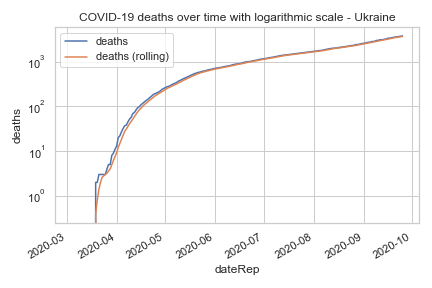 COVID-19 deaths over time with logarithmic scale - Ukraine
deaths
deaths (rolling)
10³
10²
10¹
10⁰
deaths
2020-03
2020-04
2020-05
2020-06
2020-07
2020-08
2020-09
2020-10
dateRep